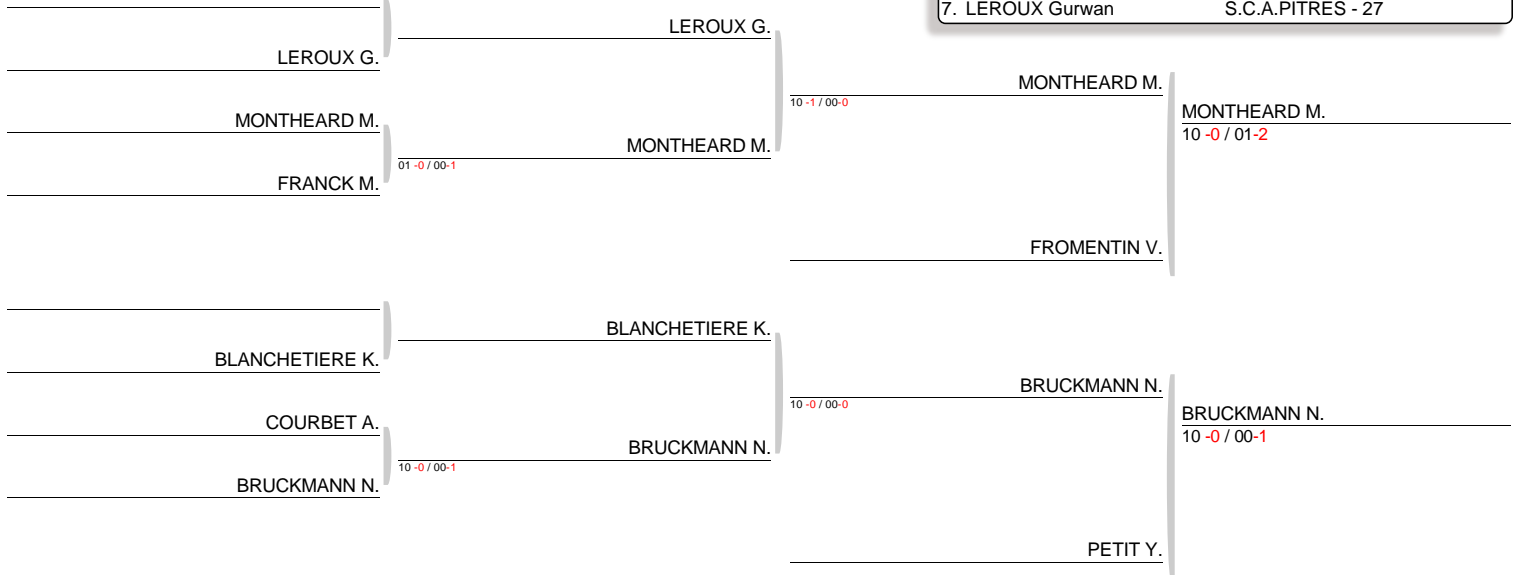 7. LEROUX Gurwan S.C.A.PITRES - 27
LEROUX G.
LEROUX G.
MONTHEARD M.
10 -1 / 00-0
MONTHEARD M.
10 -0 / 01-2
MONTHEARD M.
MONTHEARD M.
01 -0 / 00-1
FRANCK M.
FROMENTIN V.
BLANCHETIERE K.
BLANCHETIERE K.
BRUCKMANN N.
10 -0 / 00-0
BRUCKMANN N.
10 -0 / 00-1
COURBET A.
BRUCKMANN N.
10 -0 / 00-1
BRUCKMANN N.
PETIT Y.